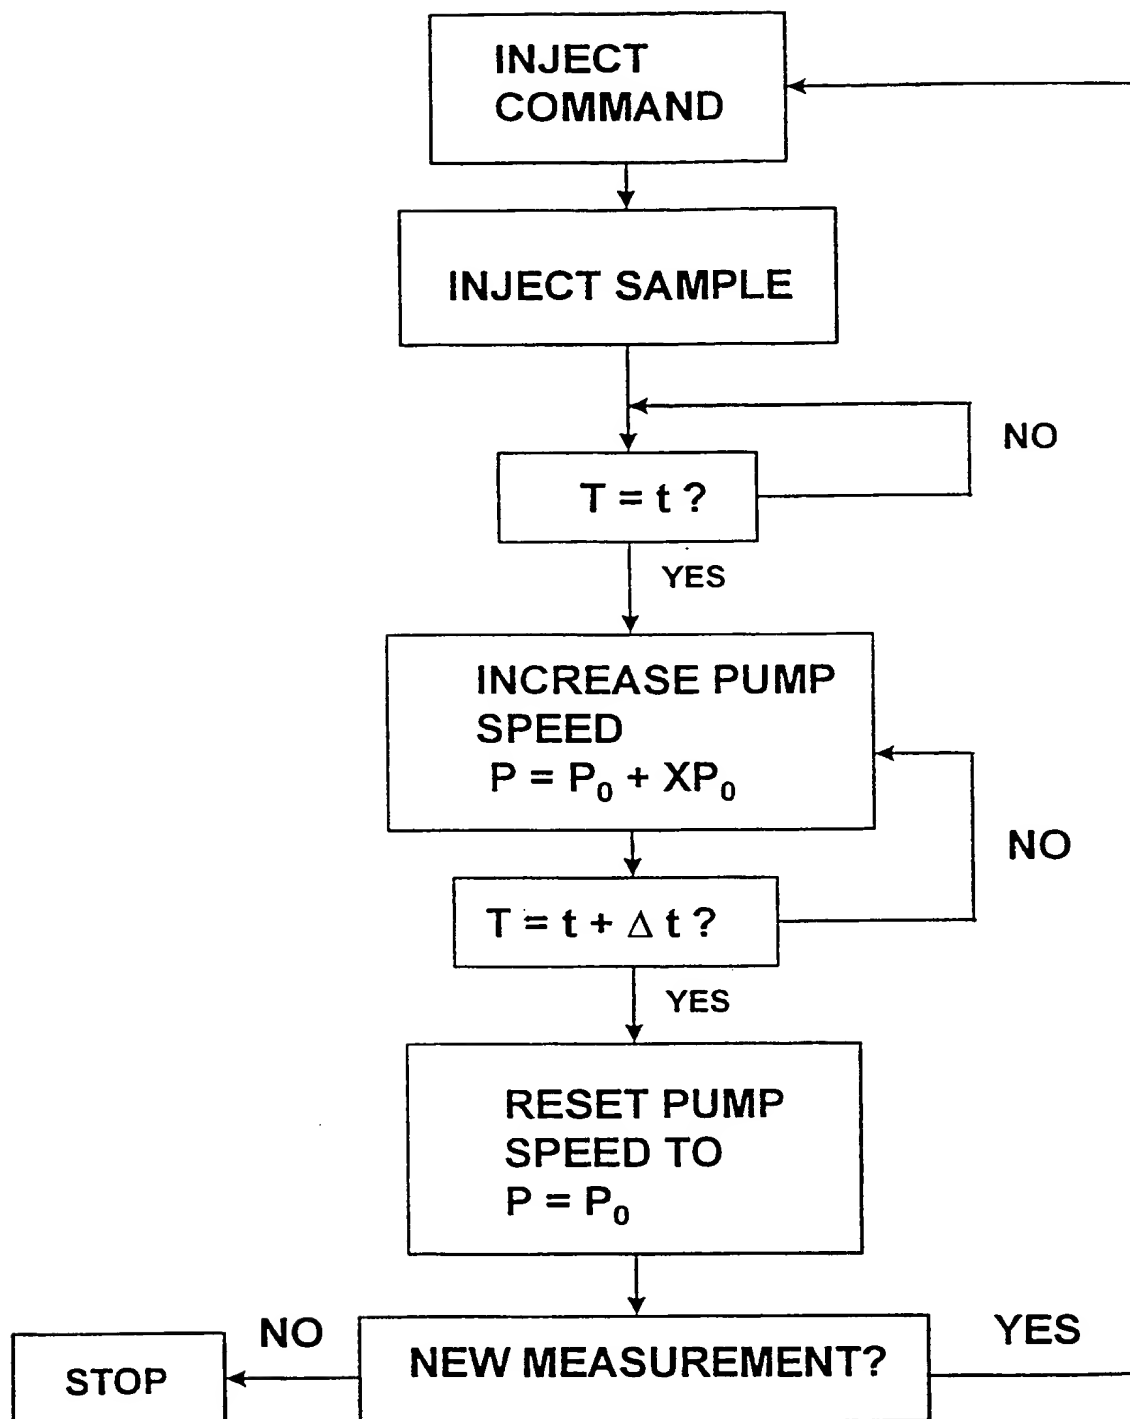 INJECT
COMMAND
INJECT SAMPLE
NO
T = t ?
YES
INCREASE PUMP
SPEED
P = P₀ + XP₀
NO
T = t + Δ t ?
YES
RESET PUMP
SPEED TO
P = P₀
NO
YES
NEW MEASUREMENT?
STOP